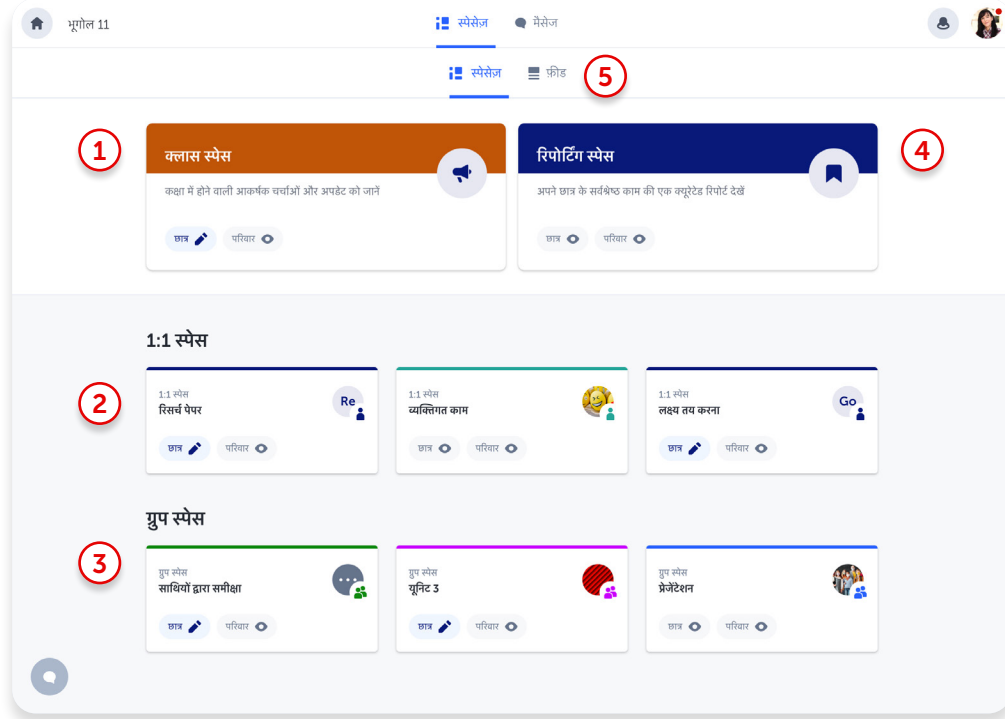 भूगोल 11
स्पेसेज़
मैसेज
स्पेसेज़
फ़ीड
5
1
क्लास स्पेस
कक्षा में होने वाली आकर्षक चर्चाओं और अपडेट को जानें
छात्र
परिवार
रिपोर्टिंग स्पेस
अपने छात्र के सर्वश्रेष्ठ काम की एक क्यूरेटेड रिपोर्ट देखें
छात्र
परिवार
4
1:1 स्पेस
2
1:1 स्पेस
रिसर्च पेपर
Re
छात्र
परिवार
1:1 स्पेस
व्यक्तिगत काम
छात्र
परिवार
1:1 स्पेस
लक्ष्य तय करना
Go
छात्र
परिवार
ग्रुप स्पेस
3
ग्रुप स्पेस
साथियों द्वारा समीक्षा
छात्र
परिवार
ग्रुप स्पेस
यूनिट 3
छात्र
परिवार
ग्रुप स्पेस
प्रेजेंटेशन
छात्र
परिवार